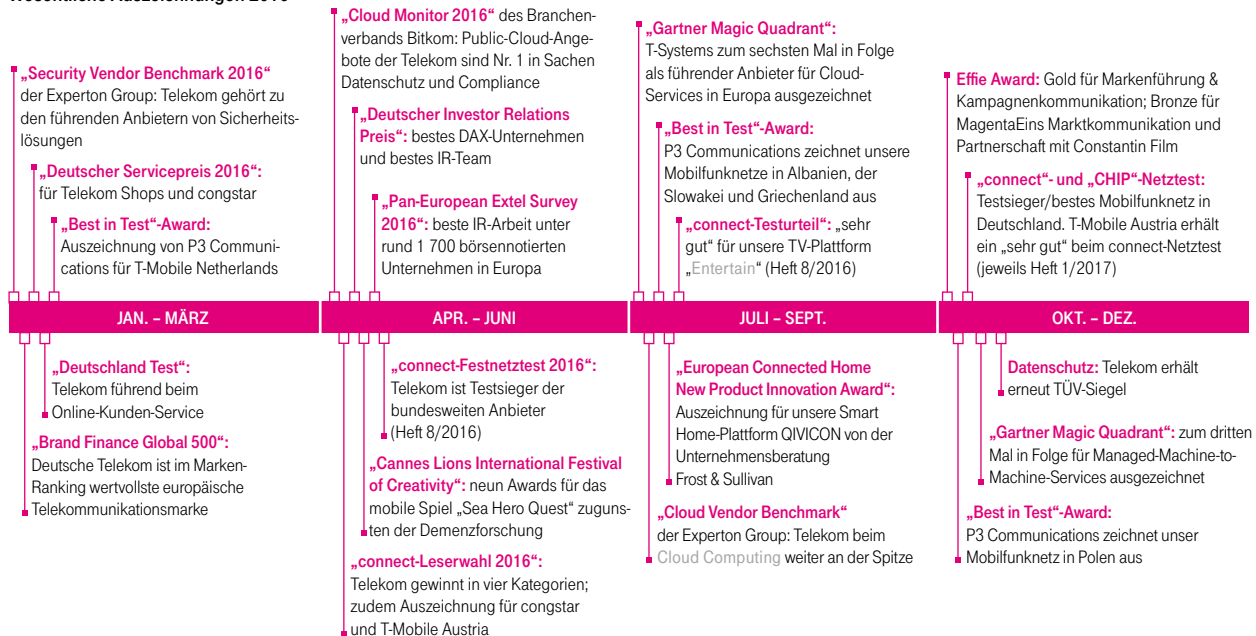 „Security Vendor Benchmark 2016“
der Experton Group: Telekom gehört zu
den führenden Anbietern von Sicherheits-
lösungen
„Deutscher Servicepreis 2016“:
für Telekom Shops und congstar
„Best in Test“-Award:
Auszeichnung von P3 Communi-
cations für T-Mobile Netherlands
„Cloud Monitor 2016“ des Branchen-
verbands Bitkom: Public-Cloud-Ange-
bote der Telekom sind Nr. 1 in Sachen
Datenschutz und Compliance
„Deutscher Investor Relations
Preis“: bestes DAX-Unternehmen
und bestes IR-Team
„Pan-European Extel Survey
2016“: beste IR-Arbeit unter
rund 1 700 börsennotierten
Unternehmen in Europa
„Gartner Magic Quadrant“:
T-Systems zum sechsten Mal in Folge
als führender Anbieter für Cloud-
Services in Europa ausgezeichnet
„Best in Test“-Award:
P3 Communications zeichnet unsere
Mobilfunknetze in Albanien, der
Slowakei und Griechenland aus
„connect-Testurteil“: „sehr
gut“ für unsere TV-Plattform
„Entertain“ (Heft 8/2016)
Effie Award: Gold für Markenführung &
Kampagnenkommunikation; Bronze für
MagentaEins Marktkommunikation und
Partnerschaft mit Constantin Film
„connect“- und „CHIP“-Netztest:
Testsieger/bestes Mobilfunknetz in
Deutschland. T-Mobile Austria erhält
ein „sehr gut“ beim connect-Netztest
(jeweils Heft 1/2017)
JAN. – MÄRZ
APR. – JUNI
JULI – SEPT.
OKT. – DEZ.
„Deutschland Test“:
Telekom führend beim
Online-Kunden-Service
„Brand Finance Global 500“:
Deutsche Telekom ist im Marken-
Ranking wertvollste europäische
Telekommunikationsmarke
„connect-Festnetztest 2016“:
Telekom ist Testsieger der
bundesweiten Anbieter
(Heft 8/2016)
„Cannes Lions International Festival
of Creativity“: neun Awards für das
mobile Spiel „Sea Hero Quest“ zuguns-
ten der Demenzforschung
„connect-Leserwahl 2016“:
Telekom gewinnt in vier Kategorien;
zudem Auszeichnung für congstar
und T-Mobile Austria
„European Connected Home
New Product Innovation Award“:
Auszeichnung für unsere Smart
Home-Plattform QIVICON von der
Unternehmensberatung
Frost & Sullivan
„Cloud Vendor Benchmark“
der Experton Group: Telekom beim
Cloud Computing weiter an der Spitze
Datenschutz: Telekom erhält
erneut TÜV-Siegel
„Gartner Magic Quadrant“: zum dritten
Mal in Folge für Managed-Machine-to-
Machine-Services ausgezeichnet
„Best in Test“-Award:
P3 Communications zeichnet unser
Mobilfunknetz in Polen aus